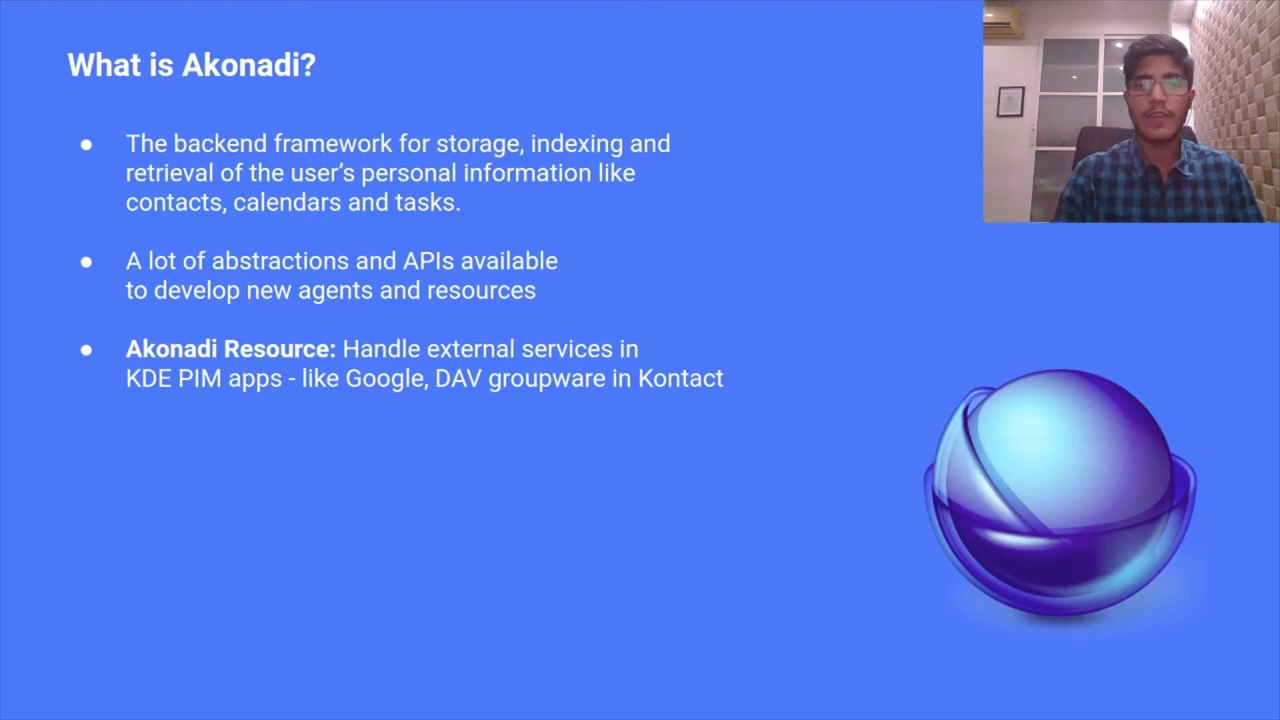 What is Akonadi?
● The backend framework for storage, indexing and
retrieval of the user’s personal information like
contacts, calendars and tasks.
● A lot of abstractions and APIs available
to develop new agents and resources
● Akonadi Resource: Handle external services in
KDE PIM apps - like Google, DAV groupware in Kontact